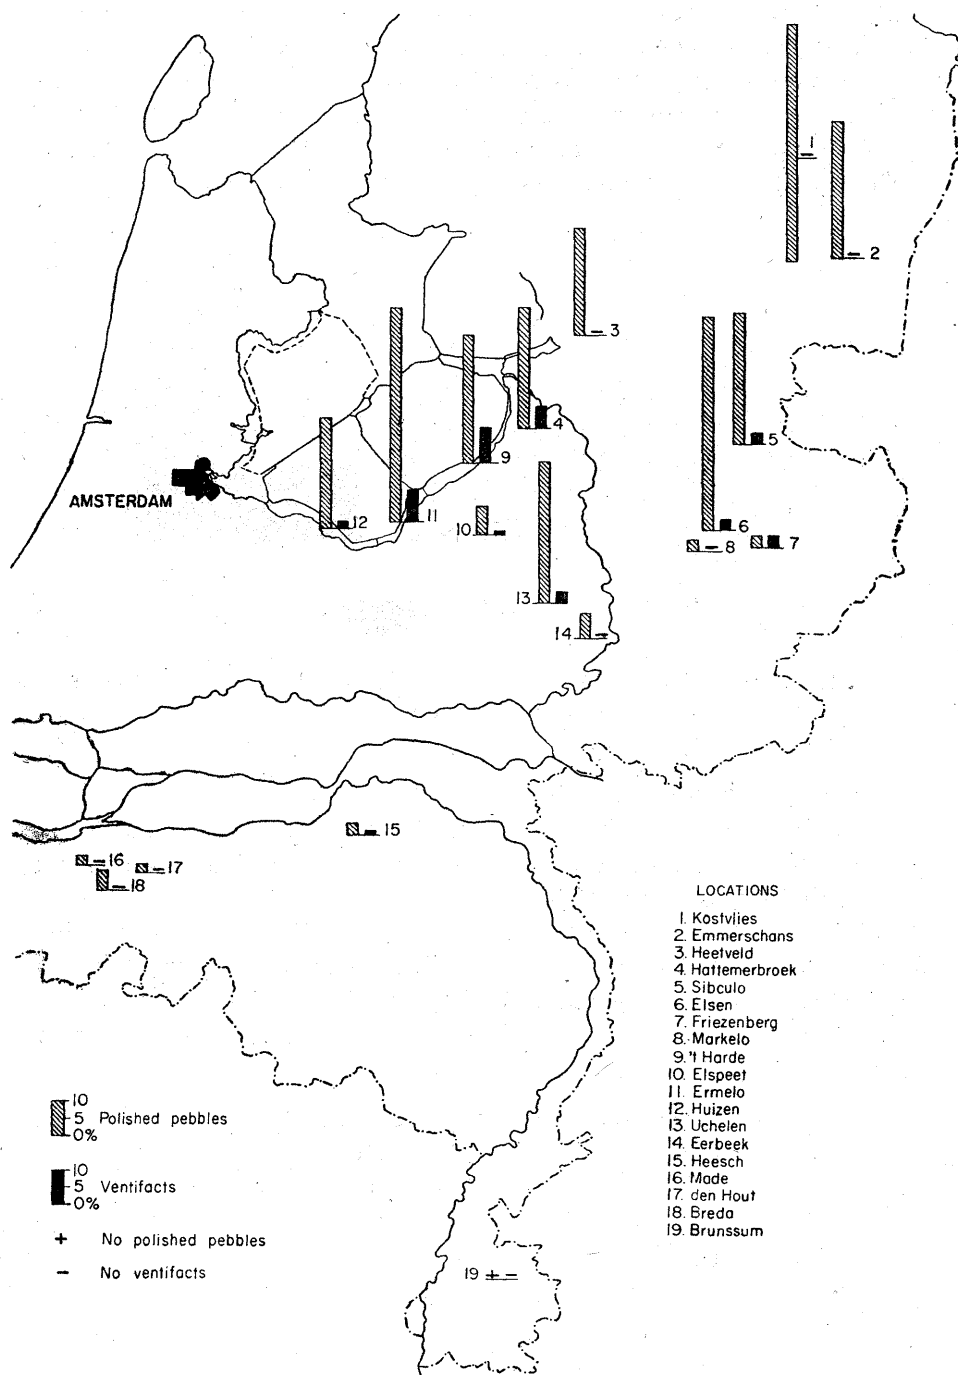 1
2
3
4
5
9
AMSTERDAM
12
11
10
6
8
7
13
14
15
16
17
18
LOCATIONS
1. Kostvlies
2. Emmerschans
3. Heetveld
4. Hattemerbroek
5. Sibculo
6. Elsen
7. Friezenberg
8. Markelo
9. 't Harde
10. Elspeet
11. Ermelo
12. Huizen
13. Uchelen
14. Eerbeek
15. Heesch
16. Made
17. den Hout
18. Breda
19. Brunssum
10
5 Polished pebbles
0%
10
5 Ventifacts
0%
+ No polished pebbles
– No ventifacts
19 + –